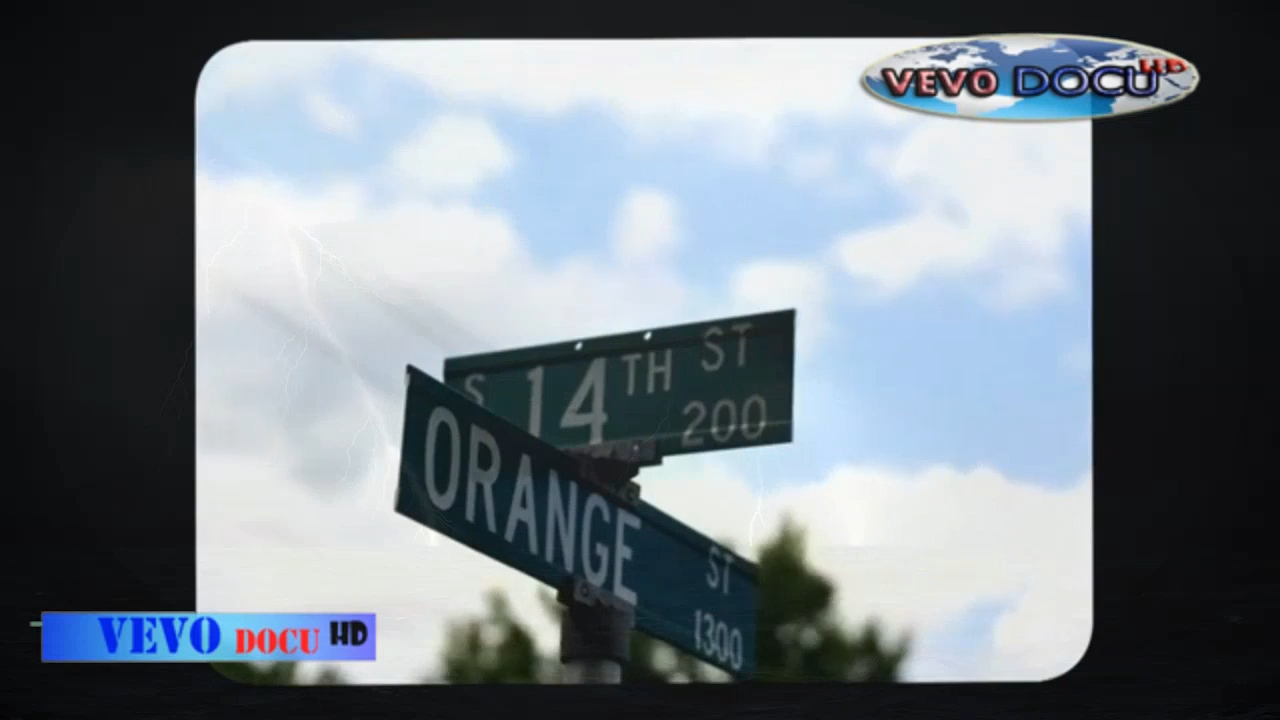 VEVO DOCU HD
S 14TH ST
200
ORANGE ST
1300
VEVO DOCU HD